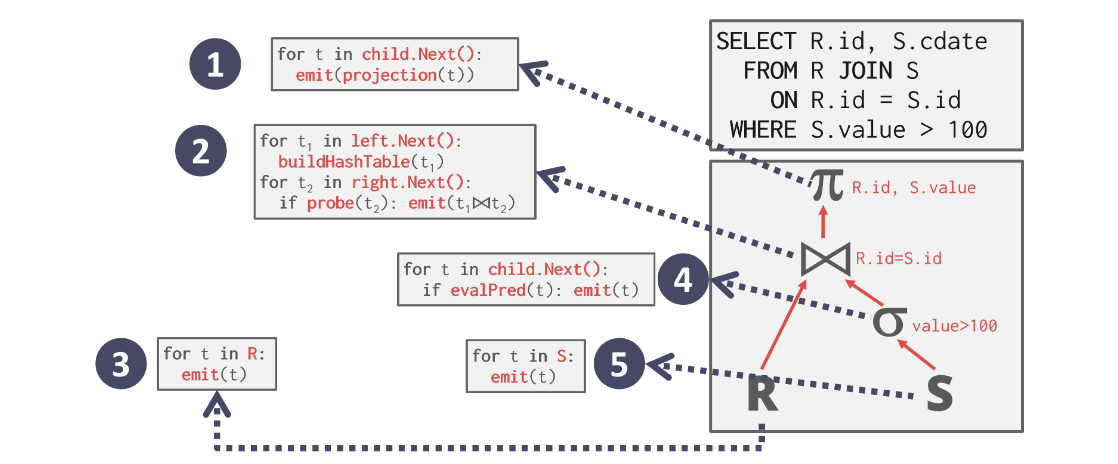 1
for t in child.Next():
emit(projection(t))
2
for t₁ in left.Next():
buildHashTable(t₁)
for t₂ in right.Next():
if probe(t₂): emit(t₁⋈t₂)
for t in child.Next():
if evalPred(t): emit(t)
4
3
for t in R:
emit(t)
for t in S:
emit(t)
5
SELECT R.id, S.cdate
FROM R JOIN S
ON R.id = S.id
WHERE S.value > 100
π R.id, S.value
⋈ R.id=S.id
σ value>100
R
S